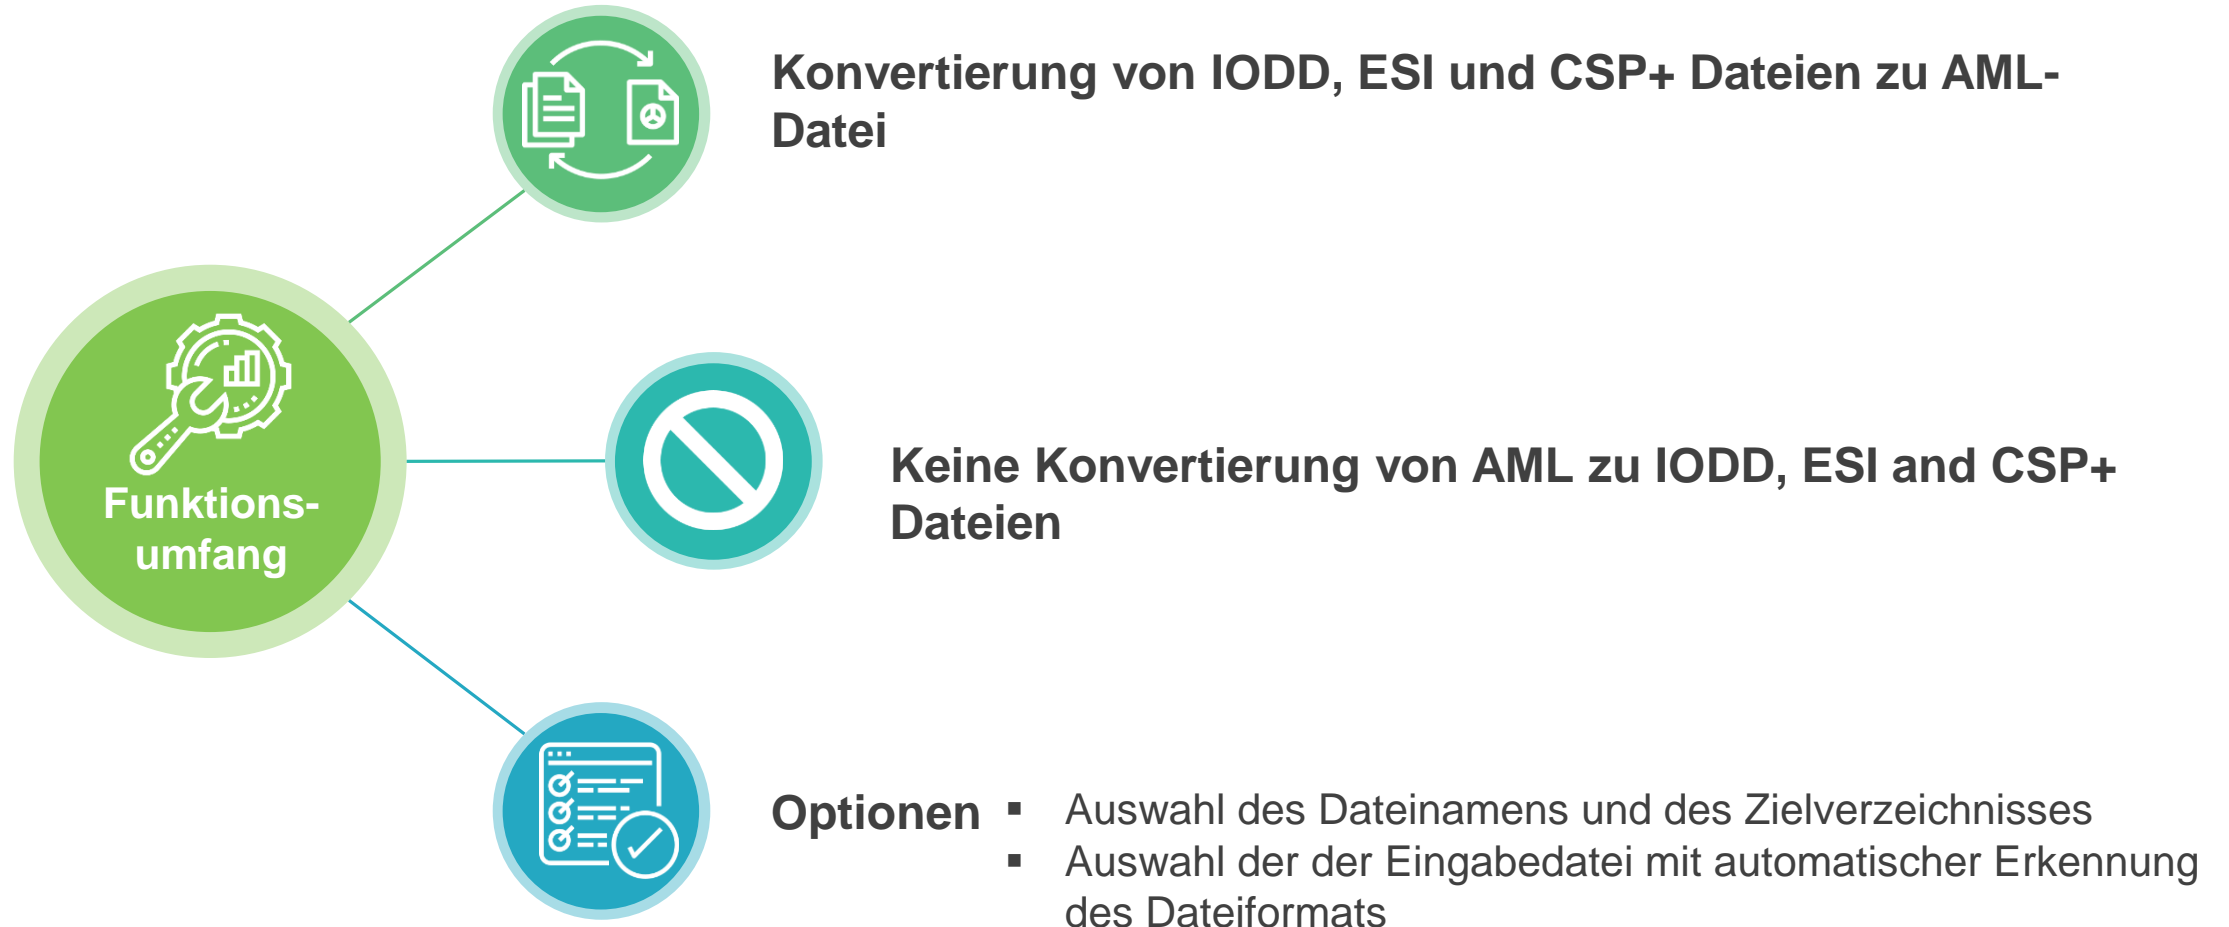 Konvertierung von IODD, ESI und CSP+ Dateien zu AML-
Datei
Funktions-
umfang
Keine Konvertierung von AML zu IODD, ESI and CSP+
Dateien
Optionen ▪ Auswahl des Dateinamens und des Zielverzeichnisses
▪ Auswahl der der Eingabedatei mit automatischer Erkennung
des Dateiformats